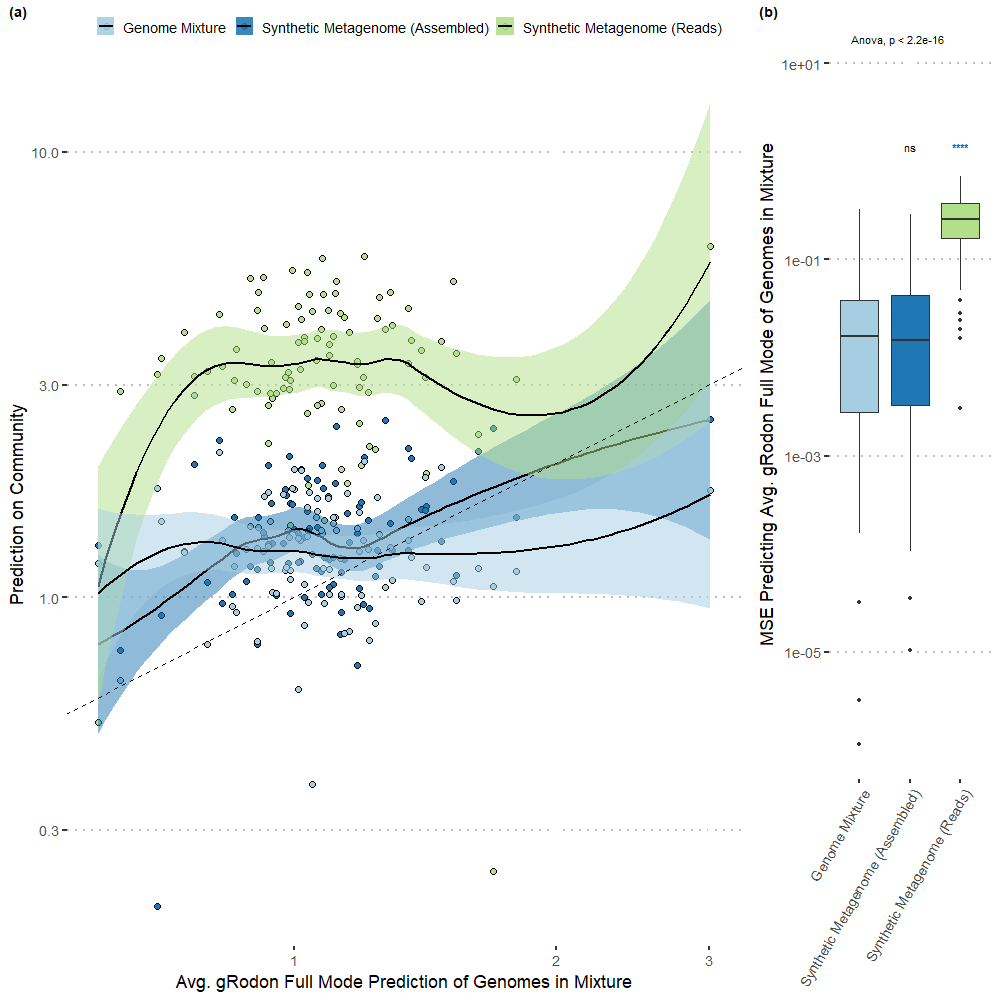 (a)
Genome Mixture
Synthetic Metagenome (Assembled)
Synthetic Metagenome (Reads)
Prediction on Community
10.0
3.0
1.0
0.3
1
2
3
Avg. gRodon Full Mode Prediction of Genomes in Mixture
(b)
Anova, p < 2.2e-16
MSE Predicting Avg. gRodon Full Mode of Genomes in Mixture
1e+01
1e-01
1e-03
1e-05
ns
****
Genome Mixture
Synthetic Metagenome (Assembled)
Synthetic Metagenome (Reads)